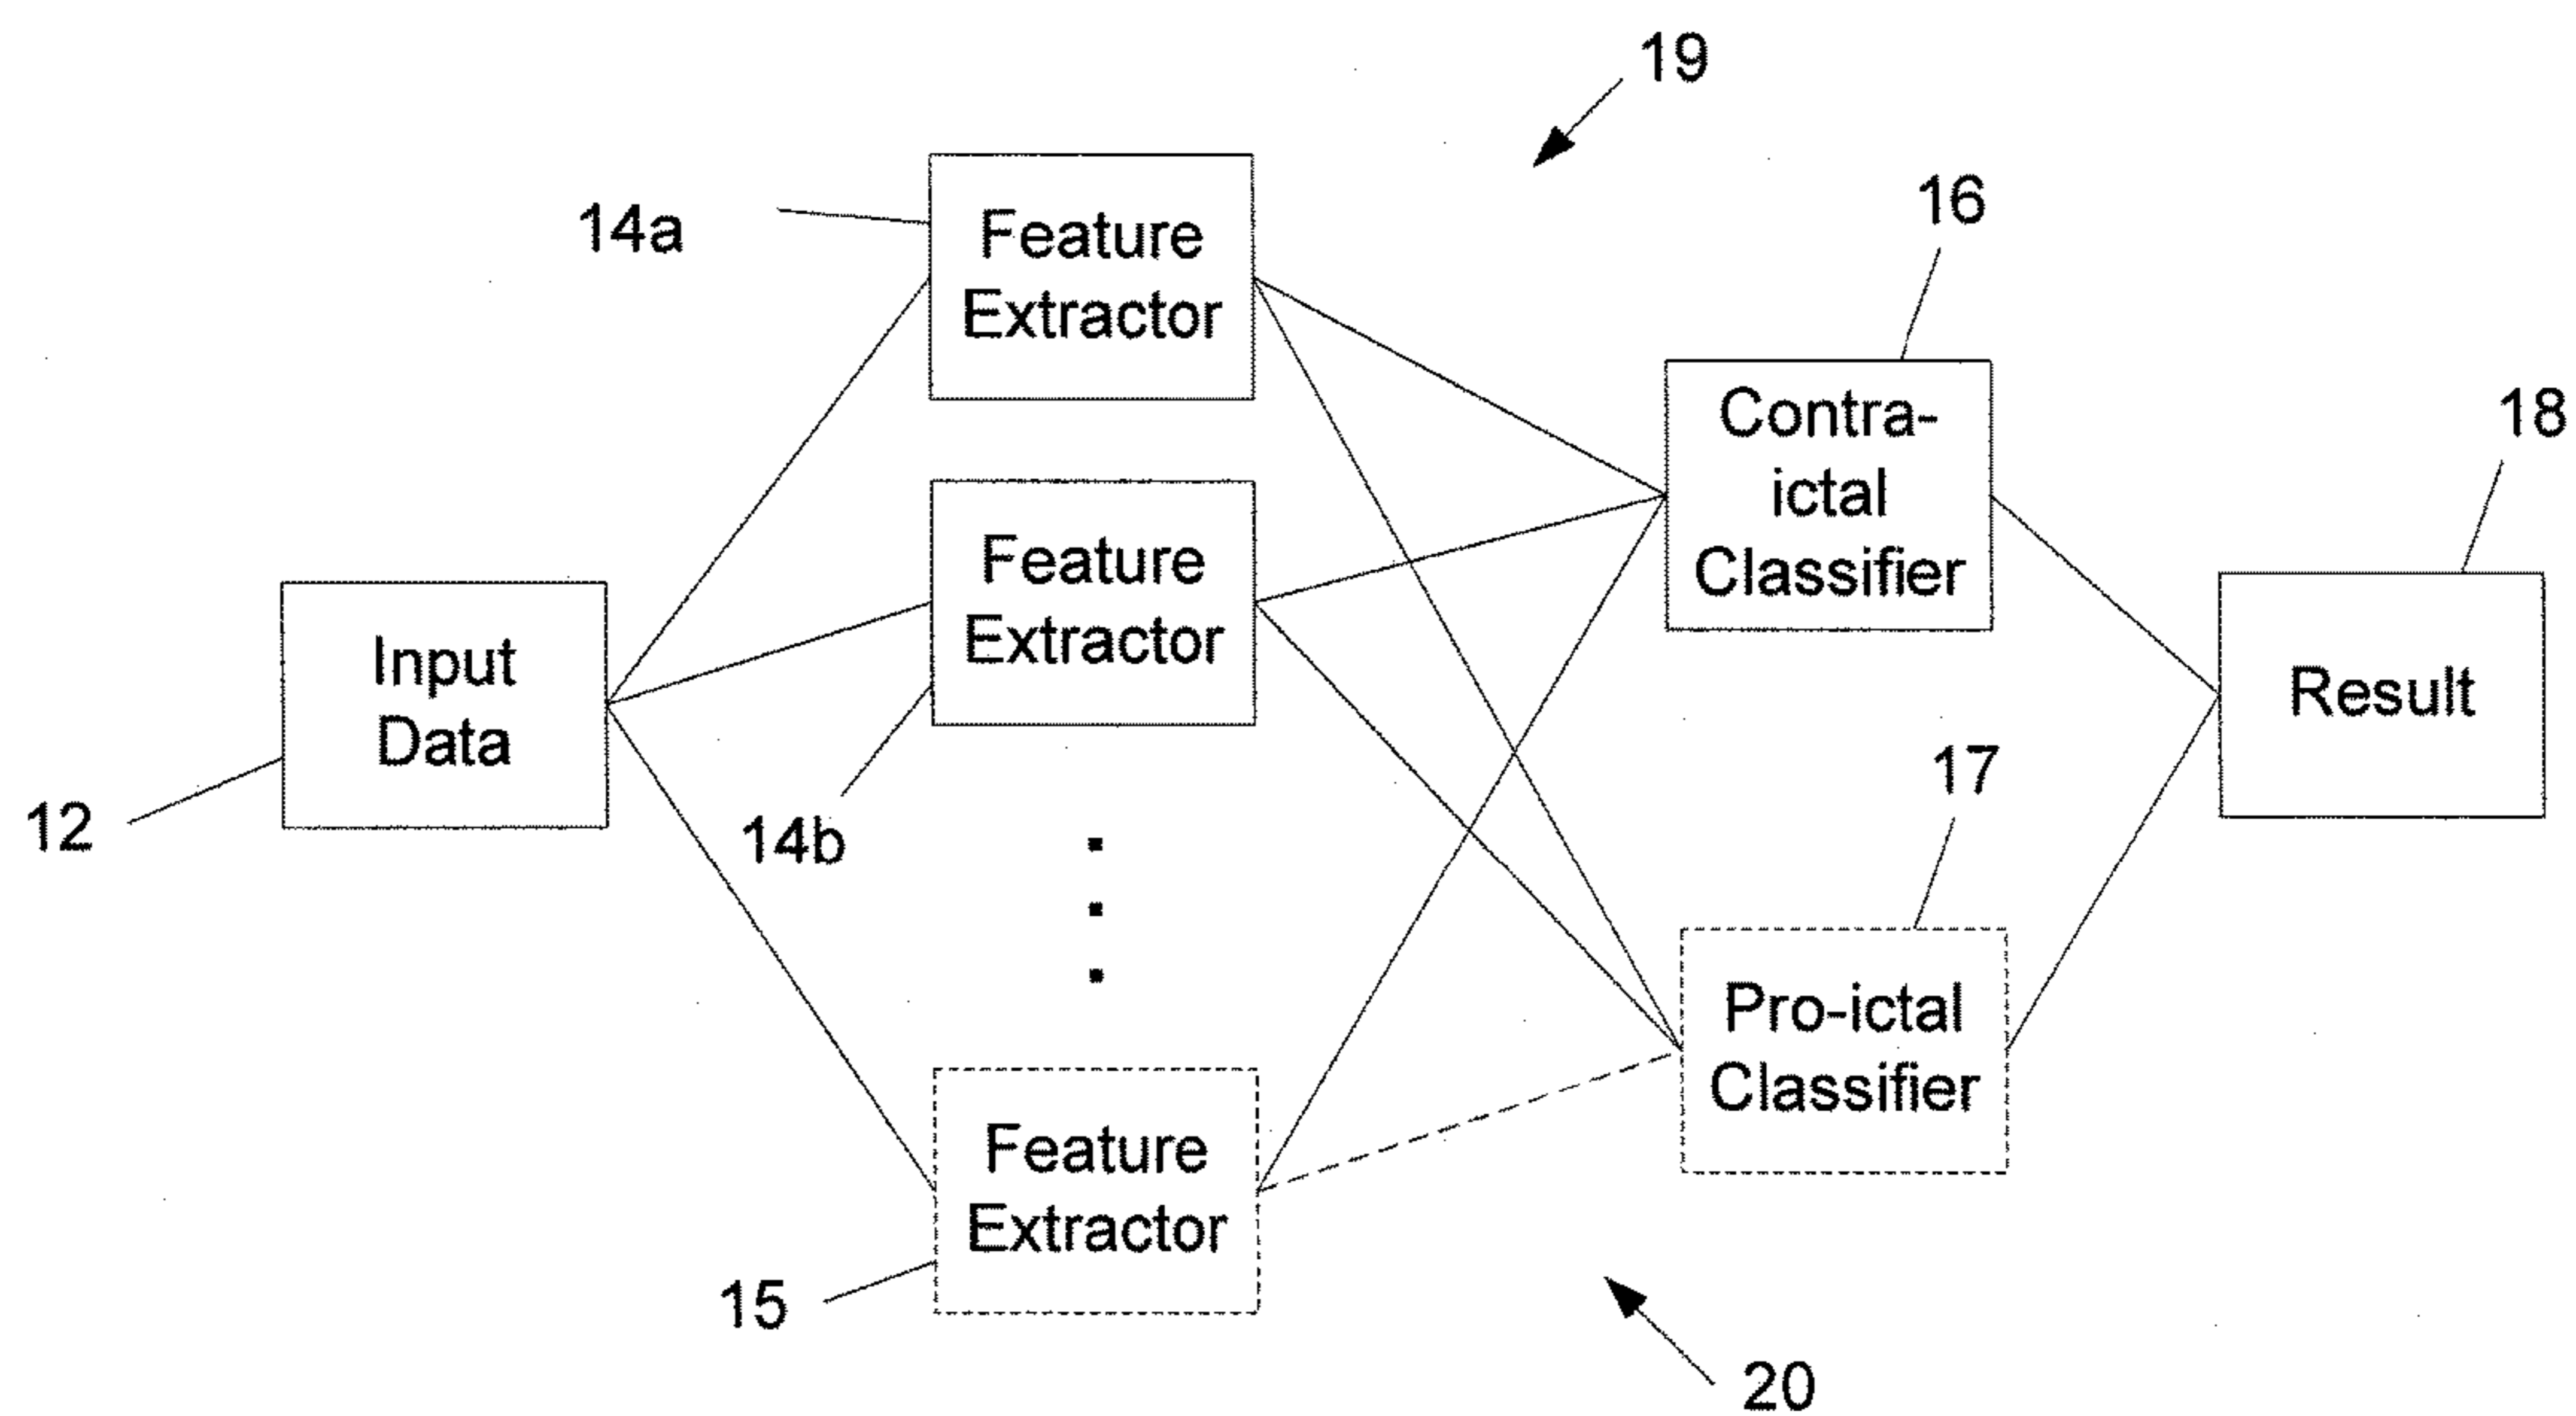 19
14a
Feature
Extractor
16
Contra-
ictal
Classifier
18
Feature
Extractor
14b
Input
Data
12
Result
17
Pro-ictal
Classifier
Feature
Extractor
15
20